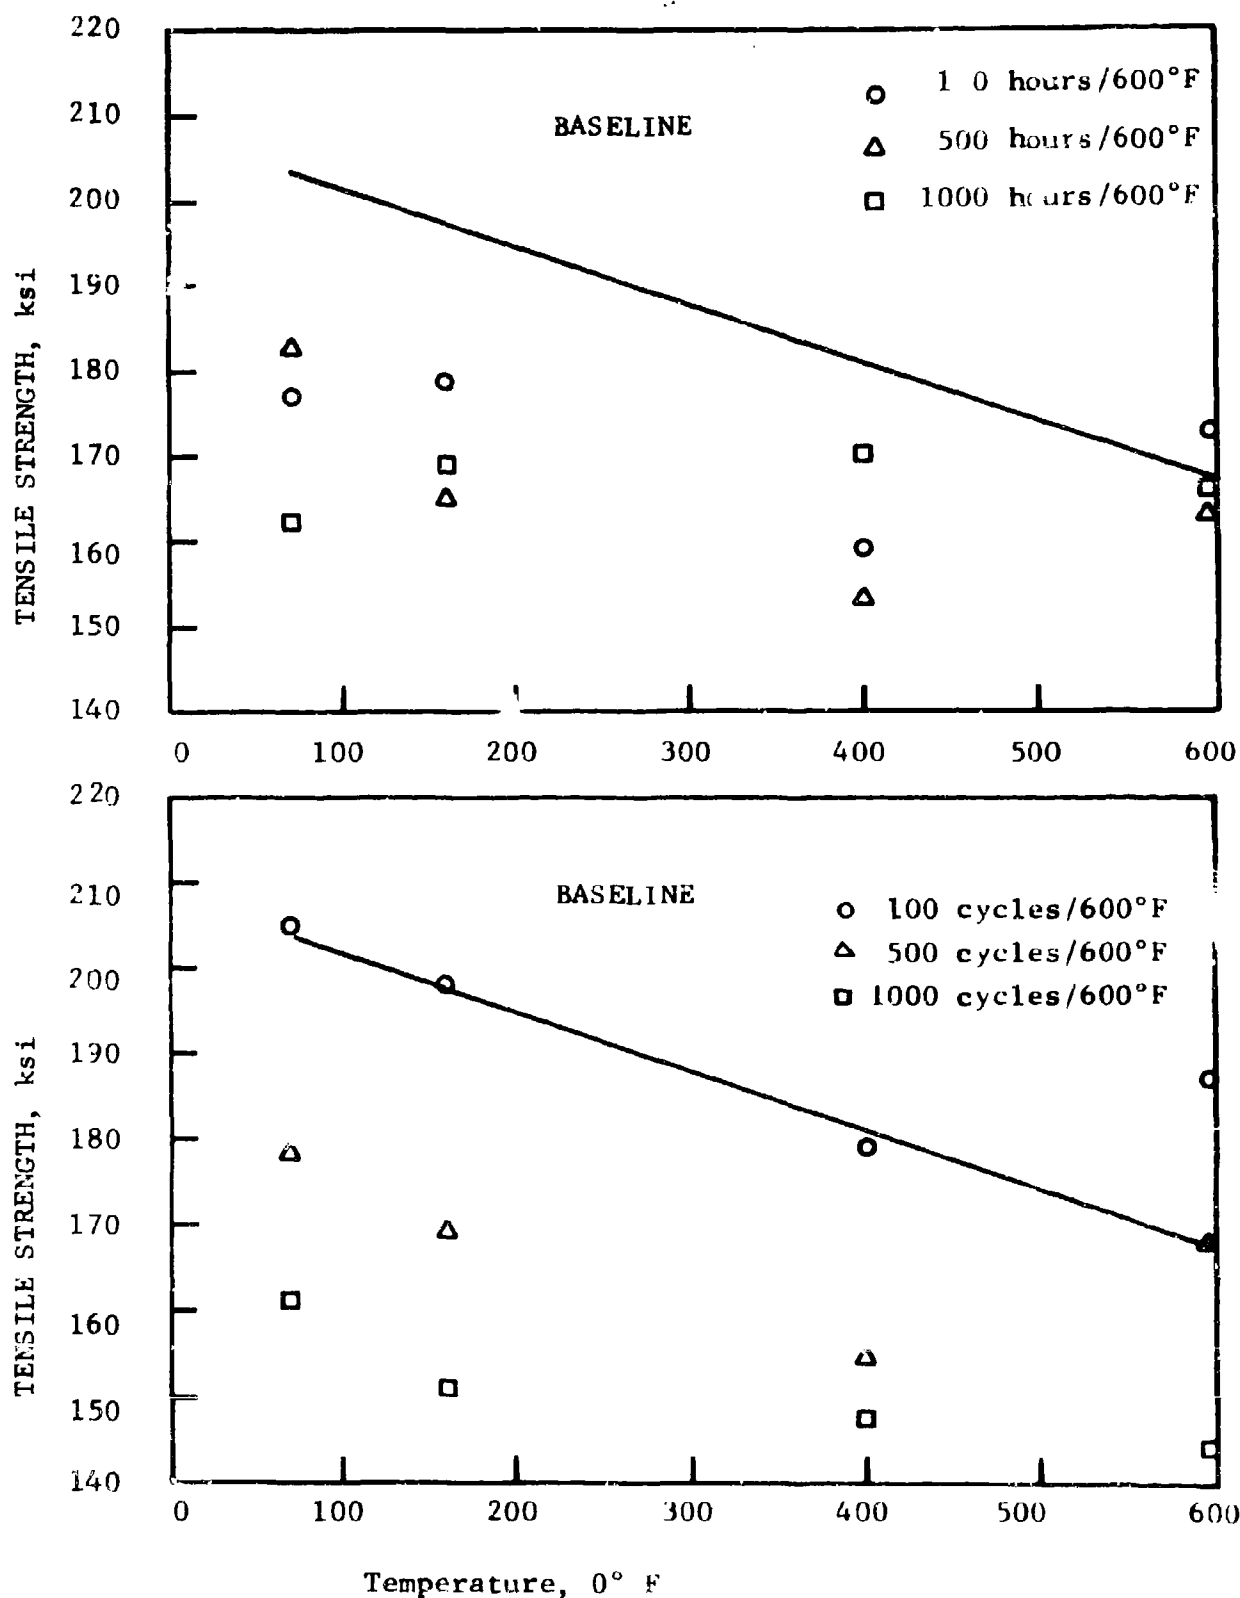 220
210
200
190
180
170
160
150
140
TENSILE STRENGTH, ksi
BASELINE
1 0 hours/600°F
500 hours/600°F
1000 hours/600°F
0 100 200 300 400 500 600
220
210
200
190
180
170
160
150
140
TENSILE STRENGTH, ksi
BASELINE
100 cycles/600°F
500 cycles/600°F
1000 cycles/600°F
0 100 200 300 400 500 600
Temperature, 0° F